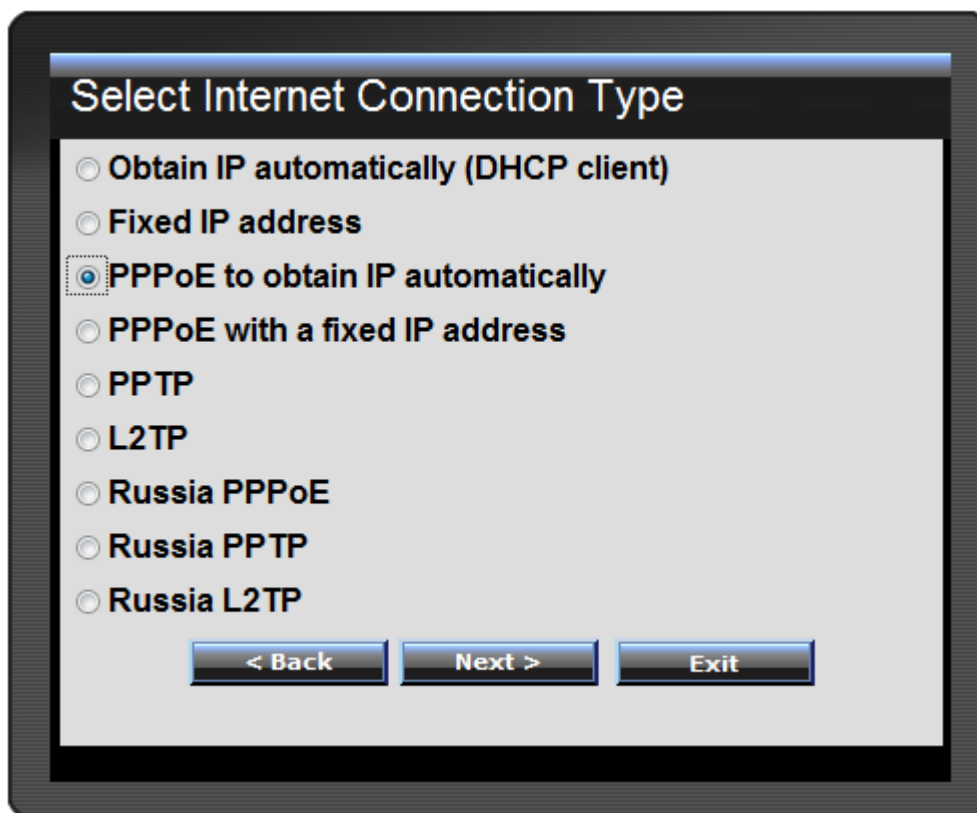 Select Internet Connection Type
Obtain IP automatically (DHCP client)
Fixed IP address
PPPoE to obtain IP automatically
PPPoE with a fixed IP address
PPTP
L2TP
Russia PPPoE
Russia PPTP
Russia L2TP
< Back Next > Exit